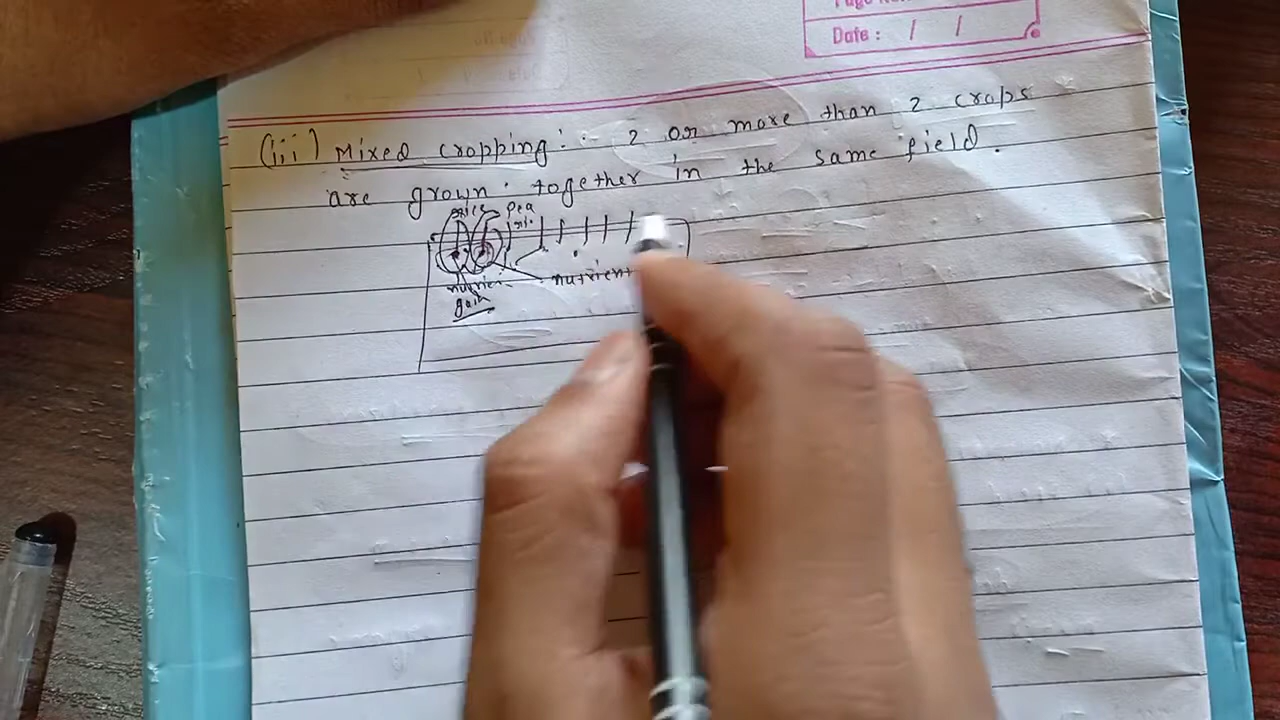 Date : / /
(iii) Mixed cropping :- 2 or more than 2 crops
are grown together in the same field.
rice Pea
nutrient
gain